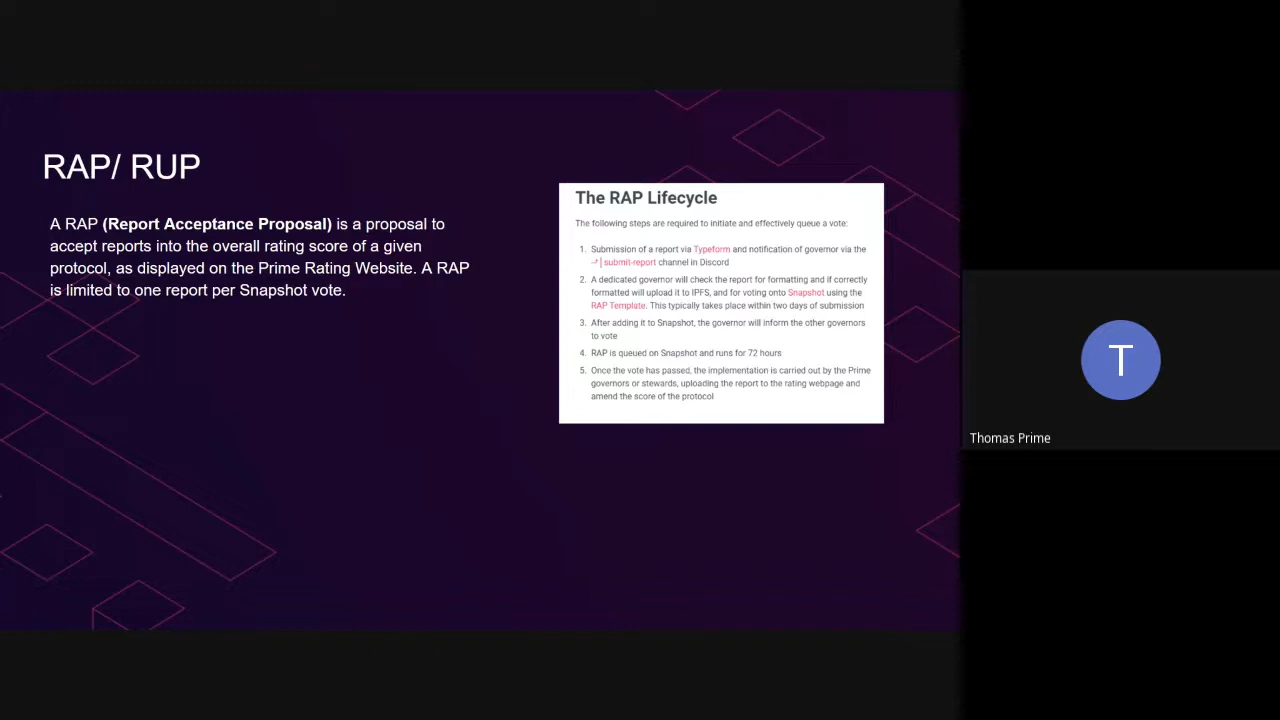 RAP/ RUP
A RAP (Report Acceptance Proposal) is a proposal to
accept reports into the overall rating score of a given
protocol, as displayed on the Prime Rating Website. A RAP
is limited to one report per Snapshot vote.
The RAP Lifecycle
The following steps are required to initiate and effectively queue a vote:
1. Submission of a report via Typeform and notification of governor via the
submit-report channel in Discord
2. A dedicated governor will check the report for formatting and if correctly
formatted will upload it to IPFS, and for voting onto Snapshot using the
RAP Template. This typically takes place within two days of submission
3. After adding it to Snapshot, the governor will inform the other governors
to vote
4. RAP is queued on Snapshot and runs for 72 hours
5. Once the vote has passed, the implementation is carried out by the Prime
governors or stewards, uploading the report to the rating webpage and
amend the score of the protocol
T
Thomas Prime